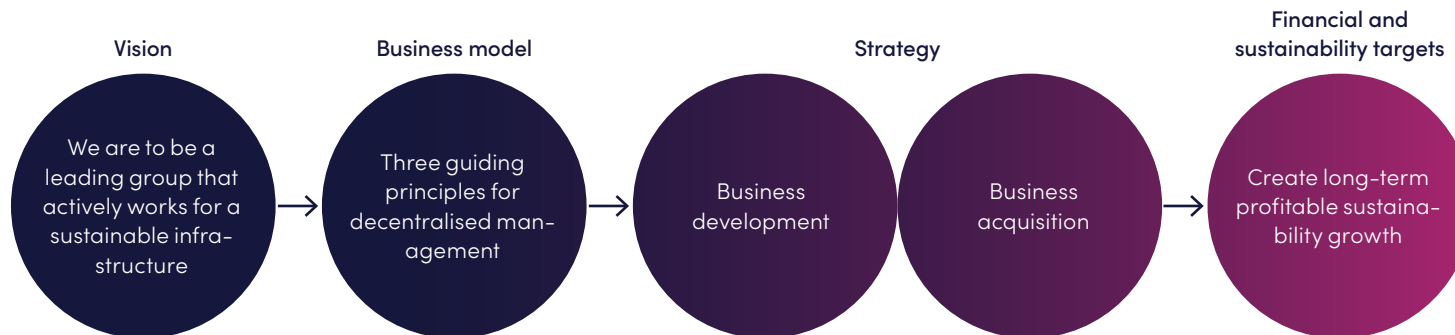 Vision
We are to be a
leading group that
actively works for a
sustainable infra-
structure
Business model
Three guiding
principles for
decentralised man-
agement
Strategy
Business
development
Business
acquisition
Financial and
sustainability targets
Create long-term
profitable sustaina-
bility growth